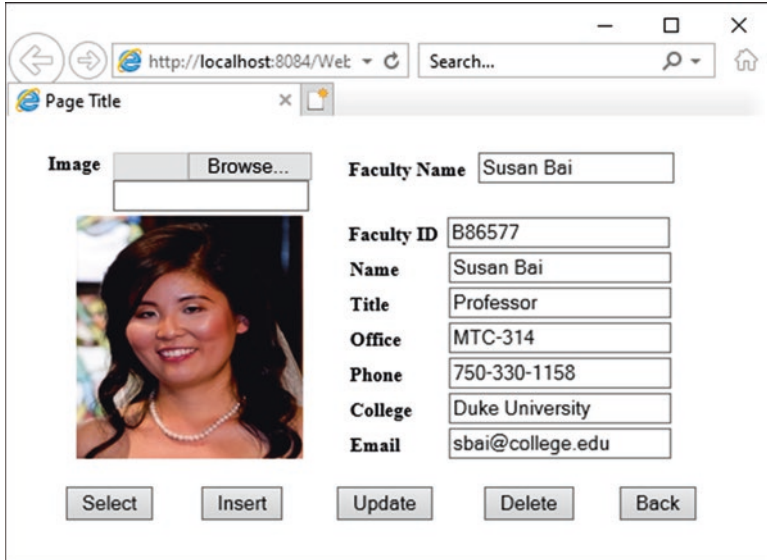 http://localhost:8084/Web
Search...
Page Title
Image Browse...
Faculty Name Susan Bai
Faculty ID B86577
Name Susan Bai
Title Professor
Office MTC-314
Phone 750-330-1158
College Duke University
Email sbai@college.edu
Select Insert Update Delete Back